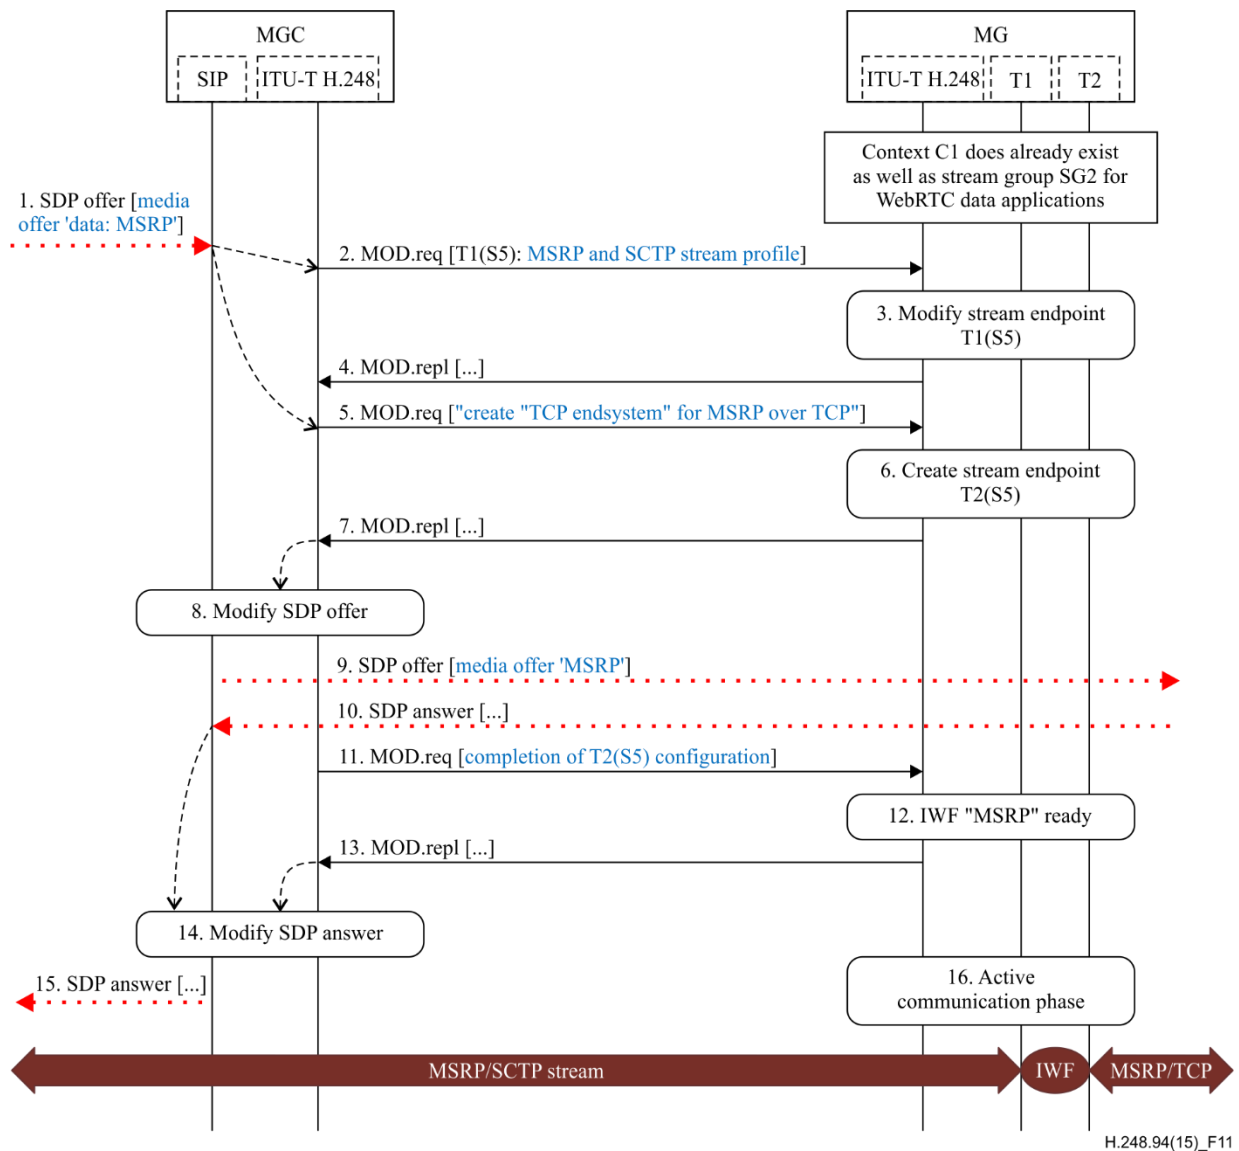 MGC
SIP
ITU-T H.248
MG
ITU-T H.248
T1
T2
Context C1 does already exist
as well as stream group SG2 for
WebRTC data applications
1. SDP offer [media
offer 'data: MSRP']
2. MOD.req [T1(S5): MSRP and SCTP stream profile]
3. Modify stream endpoint
T1(S5)
4. MOD.repl [...]
5. MOD.req ["create "TCP endsystem" for MSRP over TCP"]
6. Create stream endpoint
T2(S5)
7. MOD.repl [...]
8. Modify SDP offer
9. SDP offer [media offer 'MSRP']
10. SDP answer [...]
11. MOD.req [completion of T2(S5) configuration]
12. IWF "MSRP" ready
13. MOD.repl [...]
14. Modify SDP answer
15. SDP answer [...]
16. Active
communication phase
MSRP/SCTP stream
IWF
MSRP/TCP
H.248.94(15)_F11